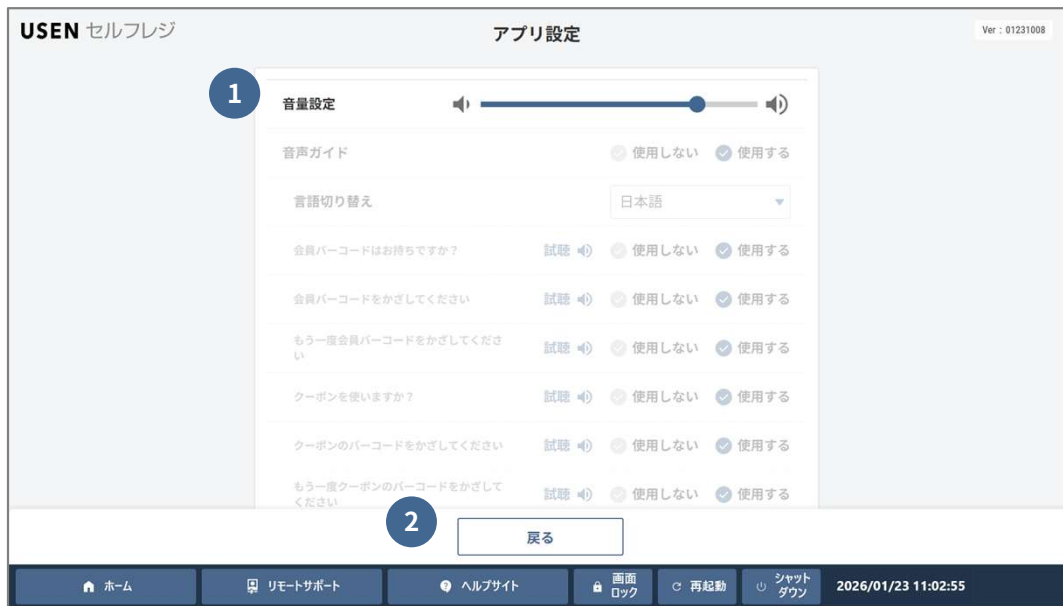 USEN セルフレジ
アプリ設定
Ver : 01231008
1
音量設定
音声ガイド 使用しない 使用する
言語切り替え 日本語
会員バーコードはお持ちですか? 試聴 使用しない 使用する
会員バーコードをかざしてください 試聴 使用しない 使用する
もう一度会員バーコードをかざしてくださ
い 試聴 使用しない 使用する
クーポンを使いますか? 試聴 使用しない 使用する
クーポンのバーコードをかざしてください 試聴 使用しない 使用する
もう一度クーポンのバーコードをかざして
ください 試聴 使用しない 使用する
2
戻る
ホーム リモートサポート ヘルプサイト 画面
ロック 再起動 シャット
ダウン 2026/01/23 11:02:55